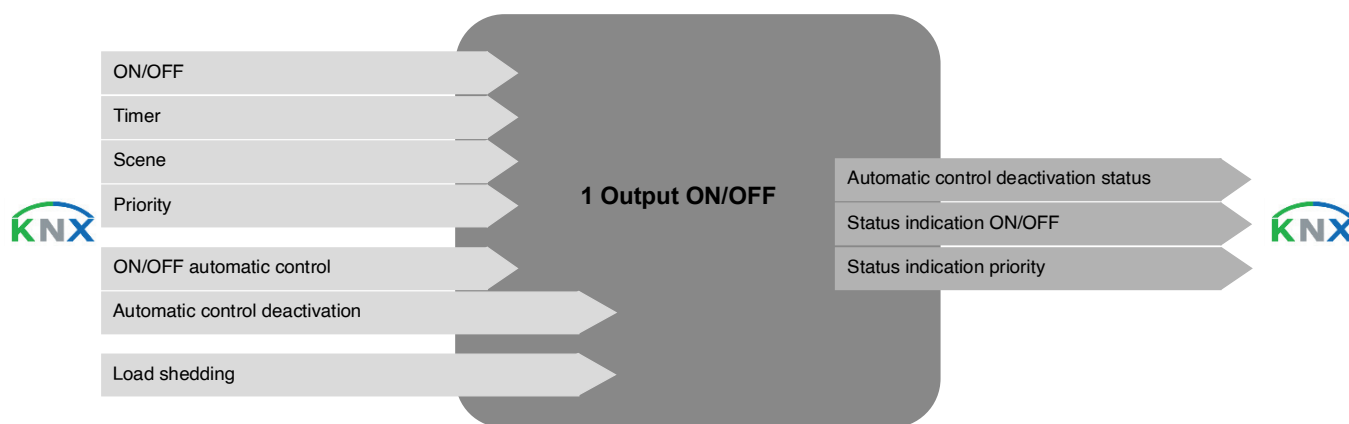 ON/OFF
Timer
Scene
Priority
KNX
ON/OFF automatic control
Automatic control deactivation
Load shedding
1 Output ON/OFF
Automatic control deactivation status
Status indication ON/OFF
Status indication priority
KNX